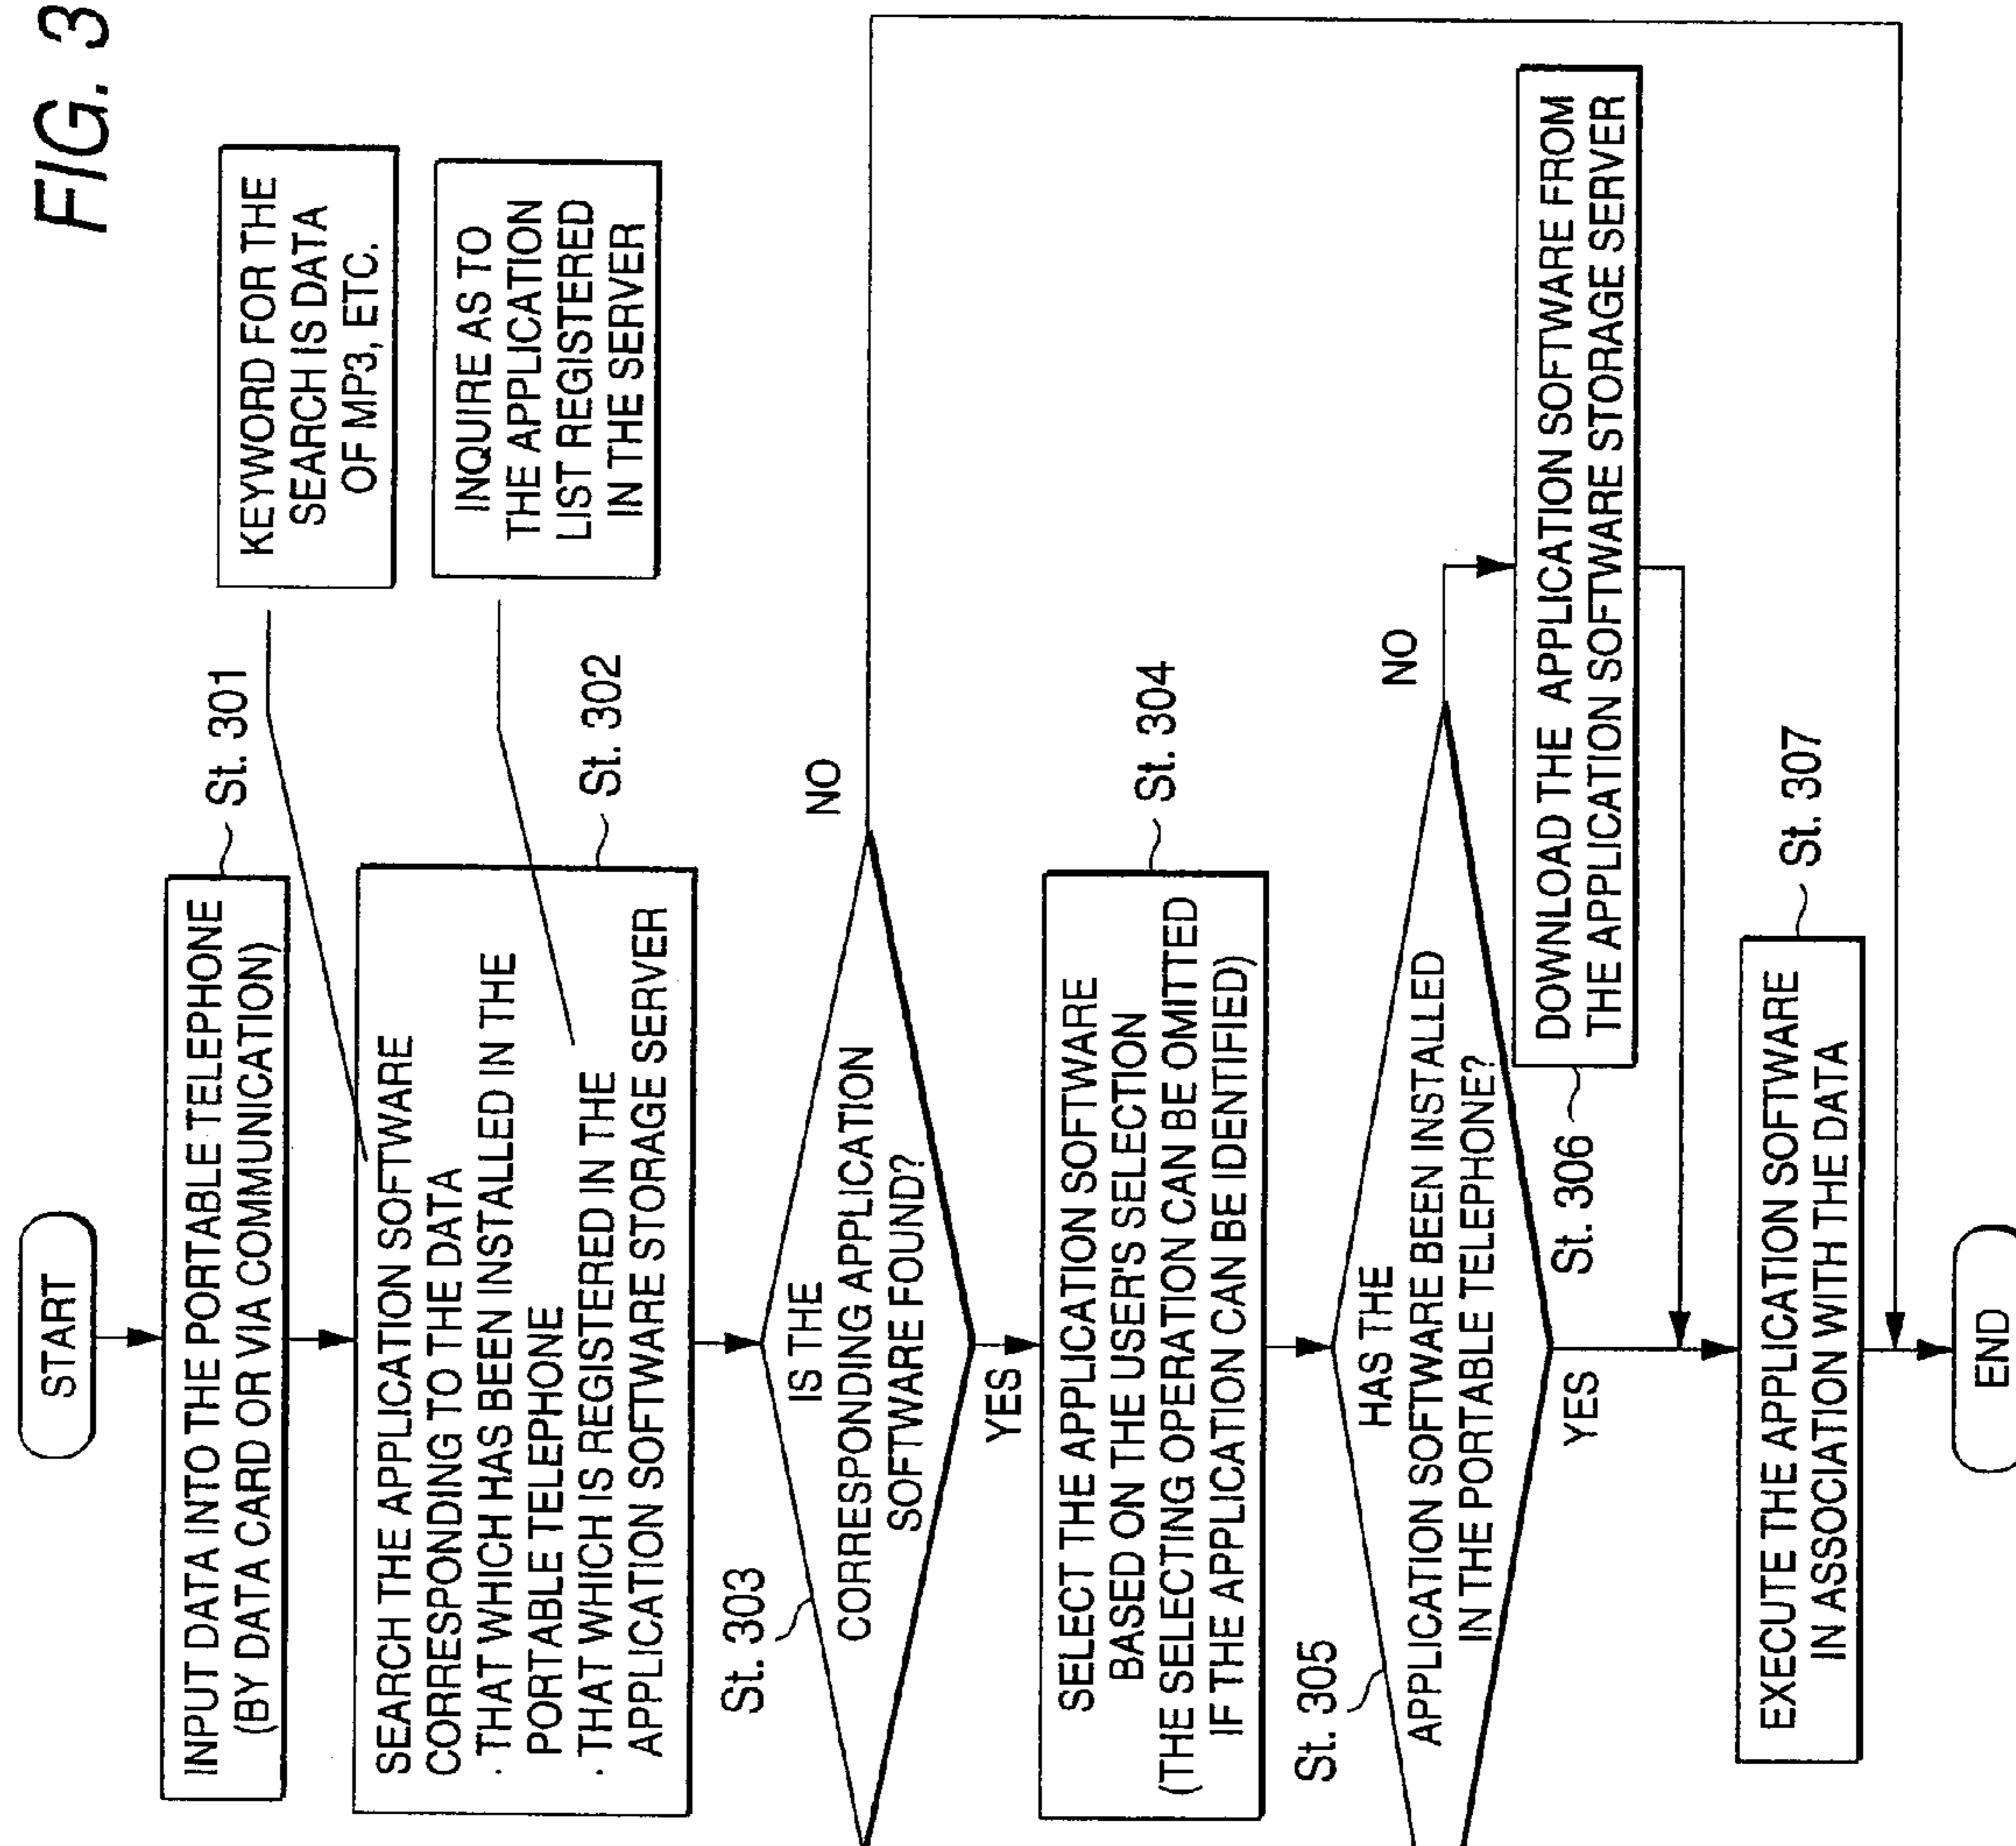 FIG. 3
START
INPUT DATA INTO THE PORTABLE TELEPHONE
(BY DATA CARD OR VIA COMMUNICATION)
St. 301
KEYWORD FOR THE
SEARCH IS DATA
OF MP3, ETC.
SEARCH THE APPLICATION SOFTWARE
CORRESPONDING TO THE DATA
· THAT WHICH HAS BEEN INSTALLED IN THE
PORTABLE TELEPHONE
· THAT WHICH IS REGISTERED IN THE
APPLICATION SOFTWARE STORAGE SERVER
St. 302
INQUIRE AS TO
THE APPLICATION
LIST REGISTERED
IN THE SERVER
St. 303
IS THE
CORRESPONDING APPLICATION
SOFTWARE FOUND?
NO
YES
SELECT THE APPLICATION SOFTWARE
BASED ON THE USER'S SELECTION
(THE SELECTING OPERATION CAN BE OMITTED
IF THE APPLICATION CAN BE IDENTIFIED)
St. 304
St. 305
HAS THE
APPLICATION SOFTWARE BEEN INSTALLED
IN THE PORTABLE TELEPHONE?
NO
YES
St. 306
DOWNLOAD THE APPLICATION SOFTWARE FROM
THE APPLICATION SOFTWARE STORAGE SERVER
EXECUTE THE APPLICATION SOFTWARE
IN ASSOCIATION WITH THE DATA
St. 307
END